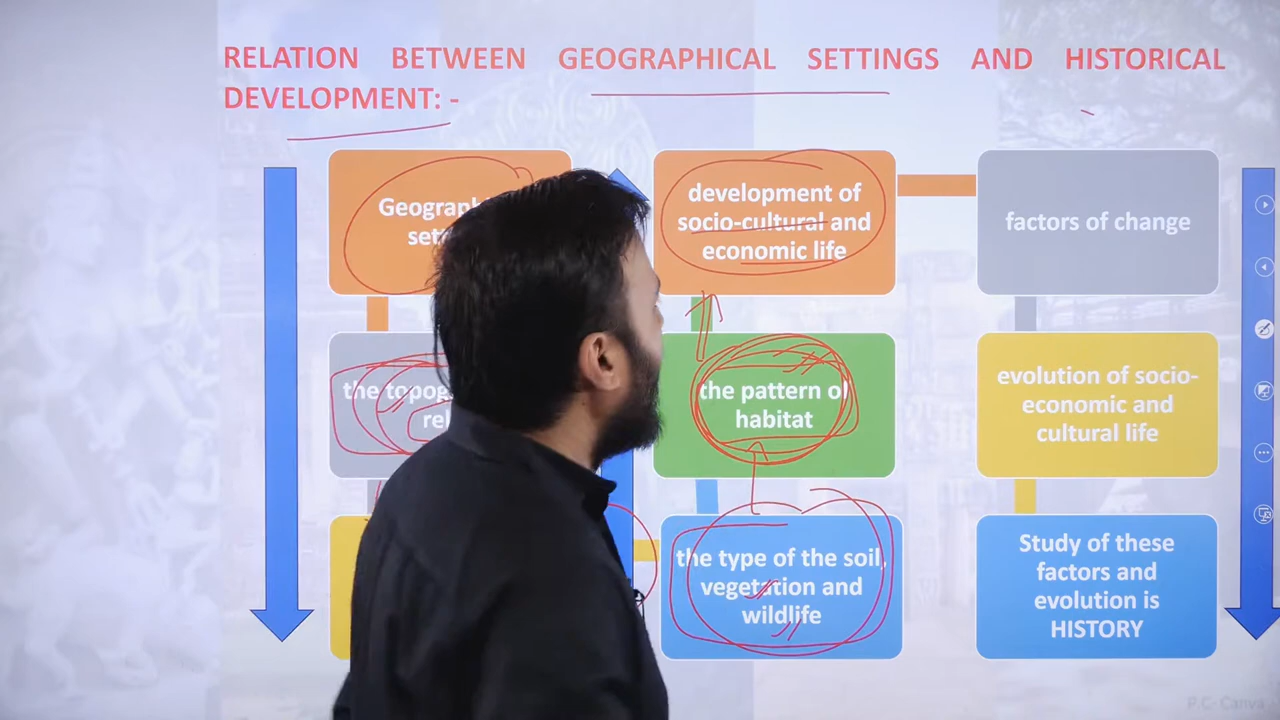 RELATION BETWEEN GEOGRAPHICAL SETTINGS AND HISTORICAL
DEVELOPMENT: -
the
the type of the soil,
vegetation and
wildlife
the pattern of
habitat
development of
socio-cultural and
economic life
factors of change
evolution of socio-
economic and
cultural life
Study of these
factors and
evolution is
HISTORY
P.C- Canva